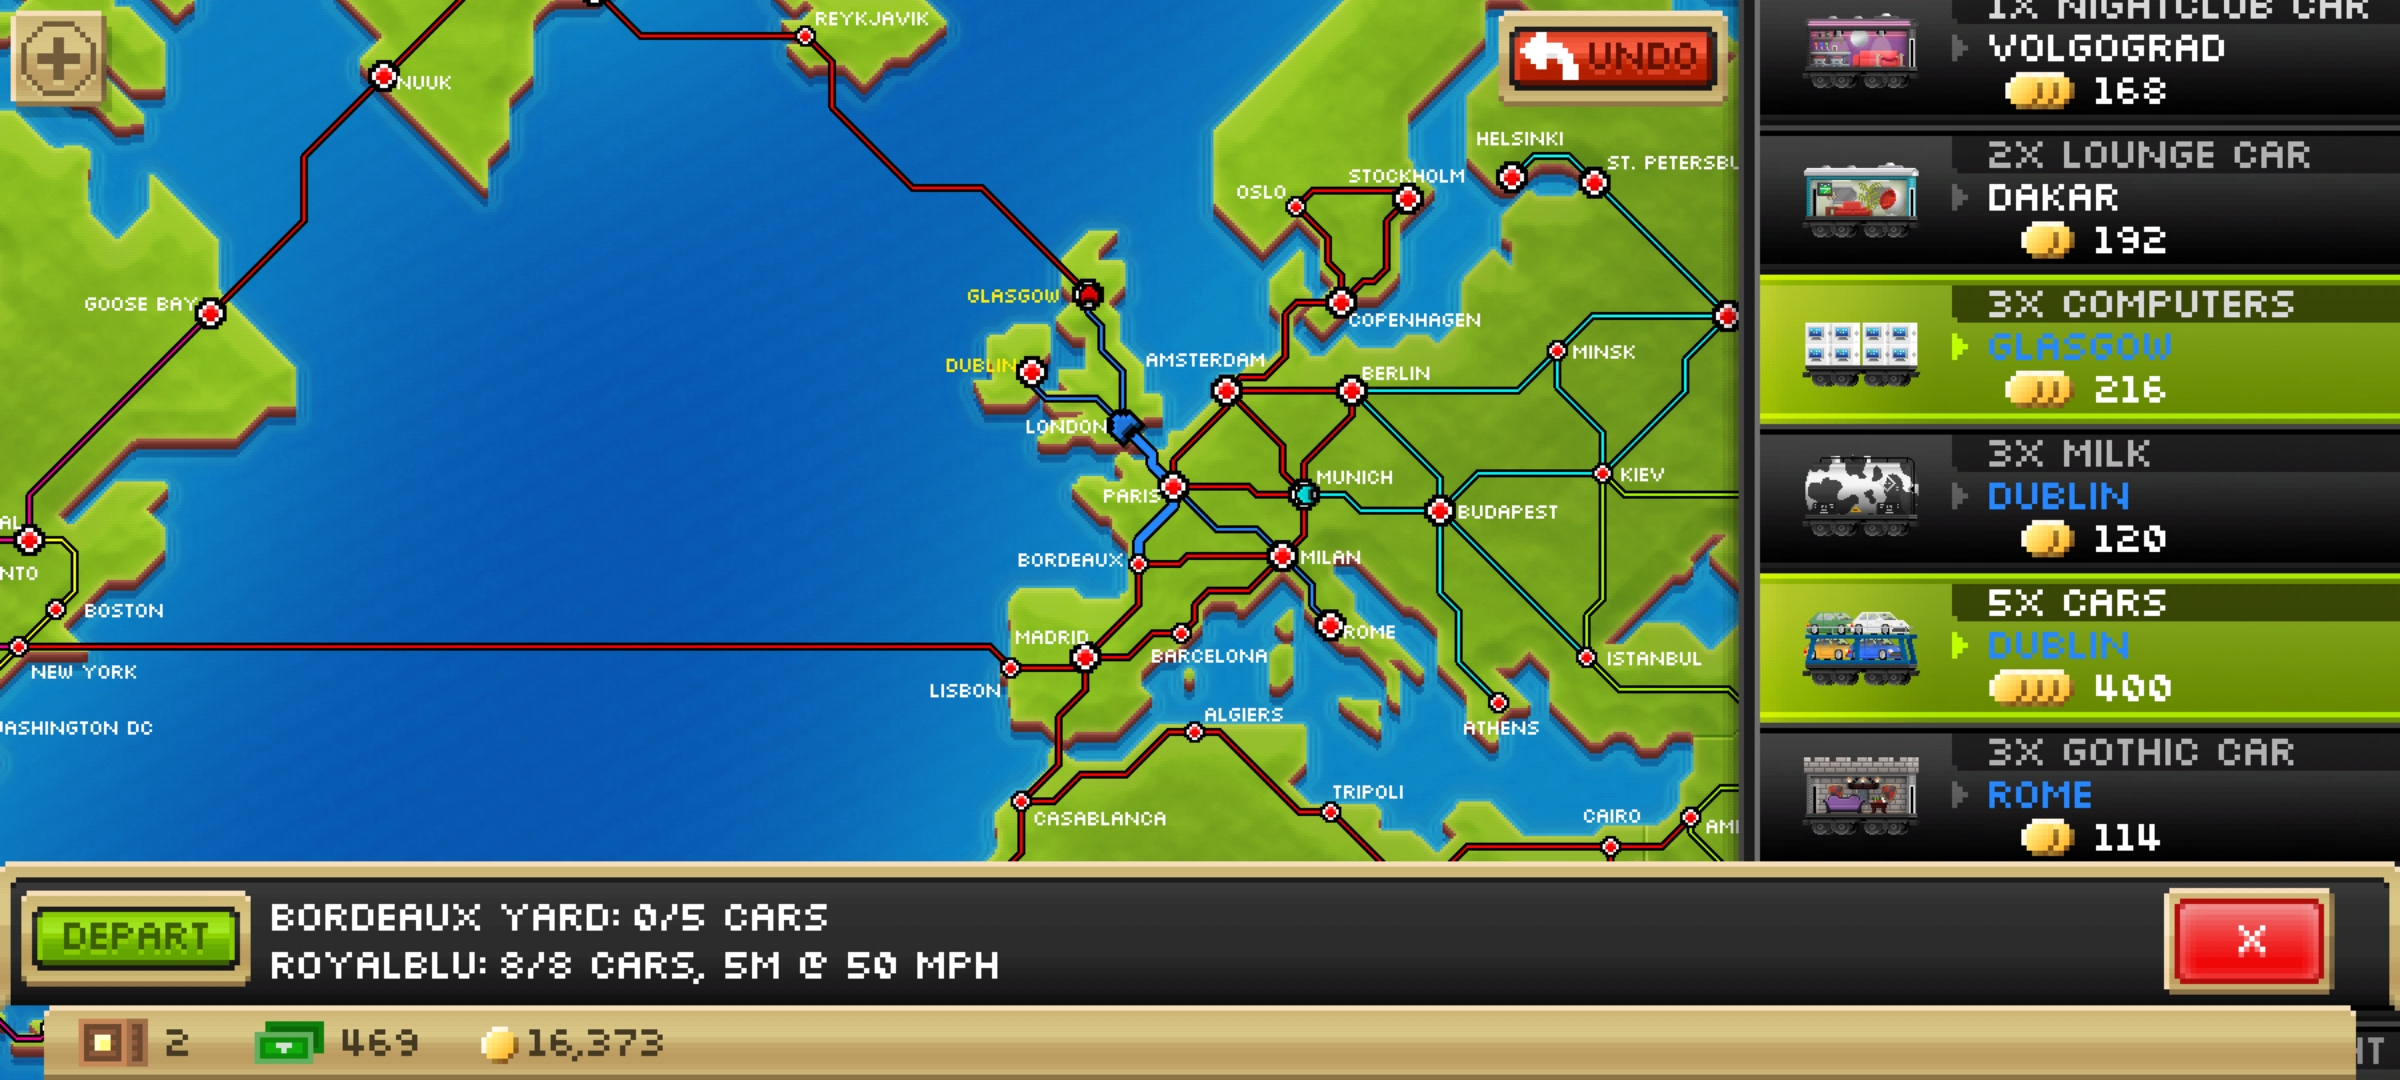 REYKJAVIK
NUUK
UNDO
HELSINKI
ST. PETERSBU
STOCKHOLM
OSLO
GLASGOW
GOOSE BAY
COPENHAGEN
AMSTERDAM
MINSK
DUBLIN
BERLIN
LONDON
MUNICH
KIEV
PARIS
BUDAPEST
AL
BORDEAUX
MILAN
NTO
BOSTON
MADRID
ROME
BARCELONA
ISTANBUL
NEW YORK
LISBON
ALGIERS
ATHENS
ASHINGTON DC
TRIPOLI
CASABLANCA
CAIRO
AM
1X NIGHTCLUB CAR
VOLGOGRAD
168
2X LOUNGE CAR
DAKAR
192
3X COMPUTERS
GLASGOW
216
3X MILK
DUBLIN
120
5X CARS
DUBLIN
400
3X GOTHIC CAR
ROME
114
DEPART
BORDEAUX YARD: 0/5 CARS
ROYALBLU: 8/8 CARS, 5M @ 50 MPH
X
2
469
16,373